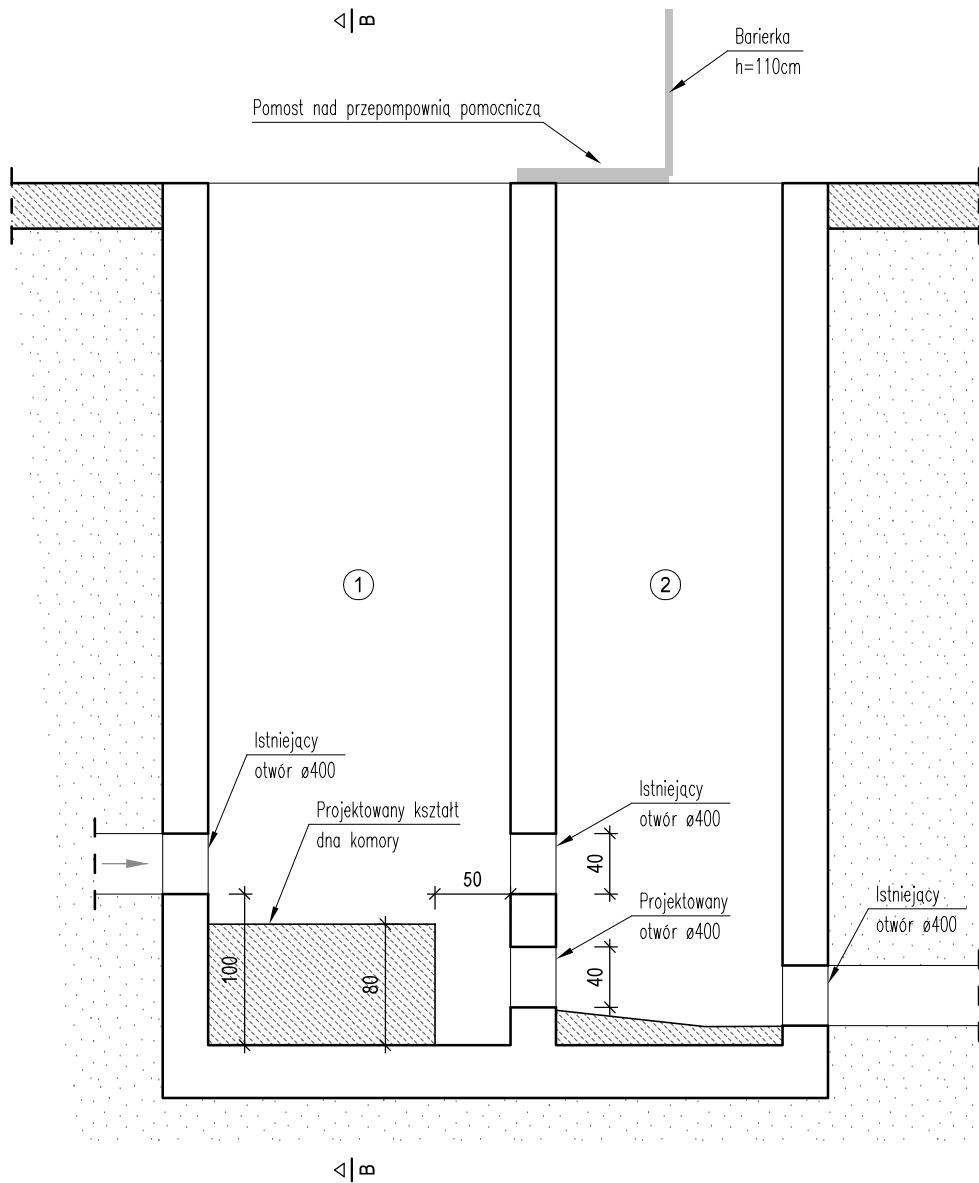 B
Barierka
h=110cm
Pomost nad przepompownią pomocniczą
1
2
Istniejący
otwór ø400
Projektowany kształt
dna komory
Istniejący
otwór ø400
40
50
Projektowany
otwór ø400
Istniejący
otwór ø400
100
80
40
B